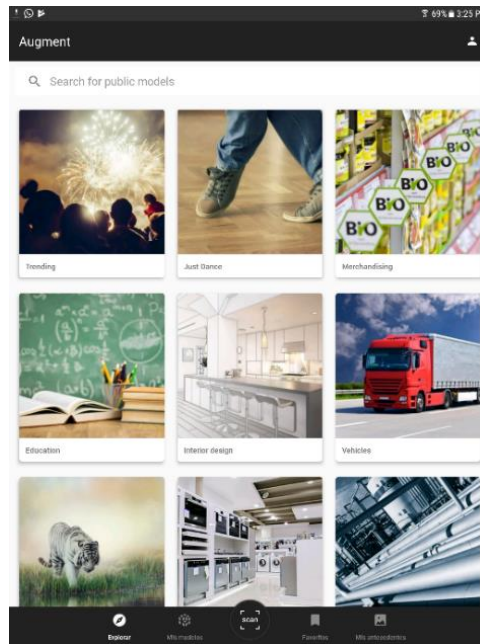 69% 3:25 P
Augment
Search for public models
BIO
BIO
BIO
BIO
BIO
Trending
Just Dance
Merchandising
Education
Interior design
Vehicles
scan
Explorar
Mis modelos
Favoritos
Mis antecedentes